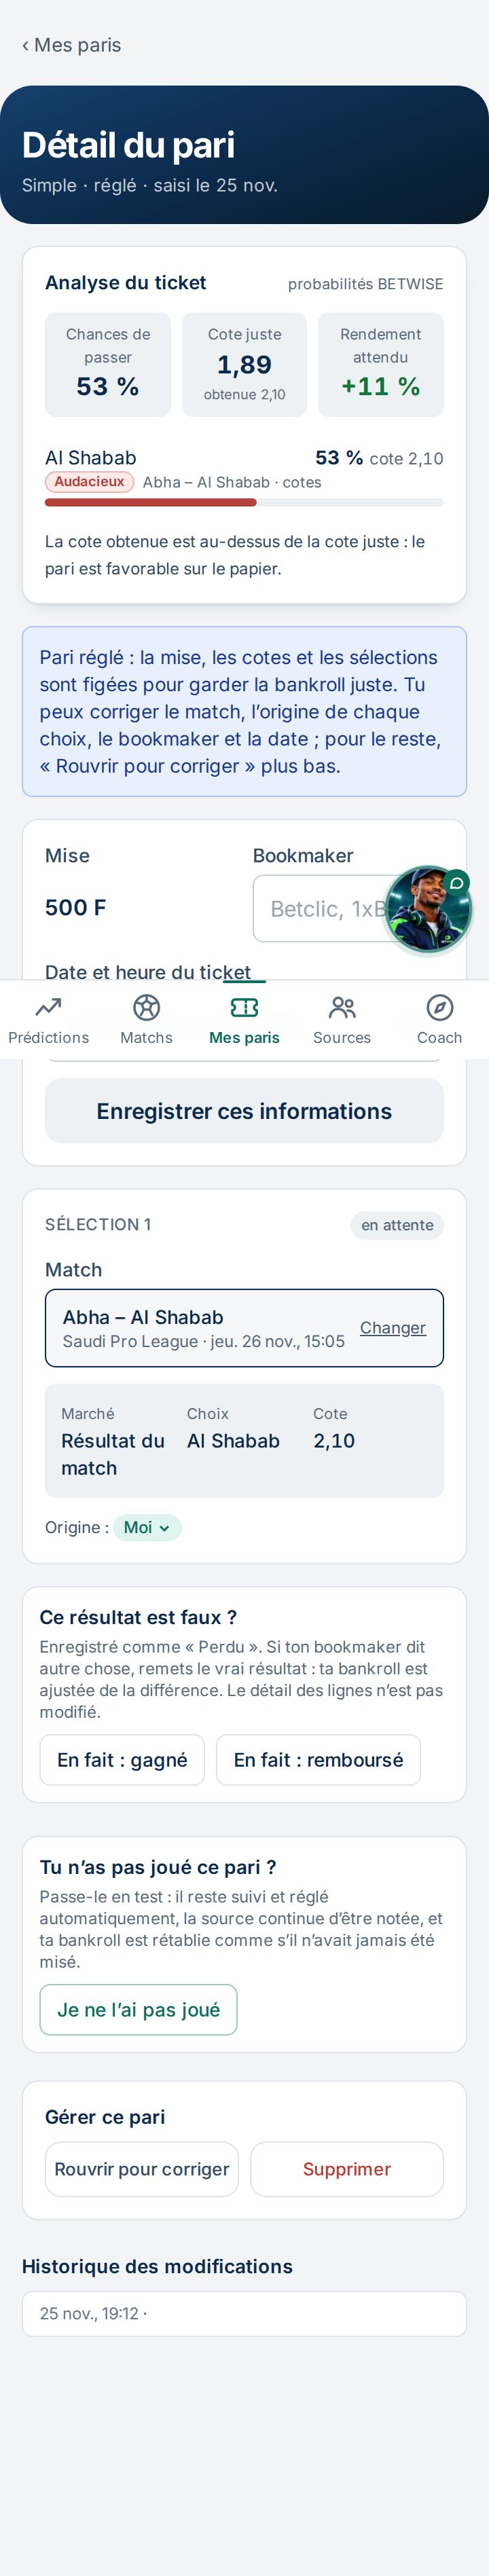 ‹ Mes paris
Détail du pari
Simple · réglé · saisi le 25 nov.
Analyse du ticket
probabilités BETWISE
Chances de
passer
53 %
Cote juste
1,89
obtenue 2,10
Rendement
attendu
+11 %
Al Shabab
53 % cote 2,10
Audacieux Abha – Al Shabab · cotes
La cote obtenue est au-dessus de la cote juste : le
pari est favorable sur le papier.
Pari réglé : la mise, les cotes et les sélections
sont figées pour garder la bankroll juste. Tu
peux corriger le match, l’origine de chaque
choix, le bookmaker et la date ; pour le reste,
« Rouvrir pour corriger » plus bas.
Mise
Bookmaker
500 F
Betclic, 1xB
Date et heure du ticket
Prédictions
Matchs
Mes paris
Sources
Coach
Enregistrer ces informations
SÉLECTION 1
en attente
Match
Abha – Al Shabab
Saudi Pro League · jeu. 26 nov., 15:05
Changer
Marché
Résultat du
match
Choix
Al Shabab
Cote
2,10
Origine : Moi
Ce résultat est faux ?
Enregistré comme « Perdu ». Si ton bookmaker dit
autre chose, remets le vrai résultat : ta bankroll est
ajustée de la différence. Le détail des lignes n’est pas
modifié.
En fait : gagné
En fait : remboursé
Tu n’as pas joué ce pari ?
Passe-le en test : il reste suivi et réglé
automatiquement, la source continue d’être notée, et
ta bankroll est rétablie comme s’il n’avait jamais été
misé.
Je ne l’ai pas joué
Gérer ce pari
Rouvrir pour corriger
Supprimer
Historique des modifications
25 nov., 19:12 ·